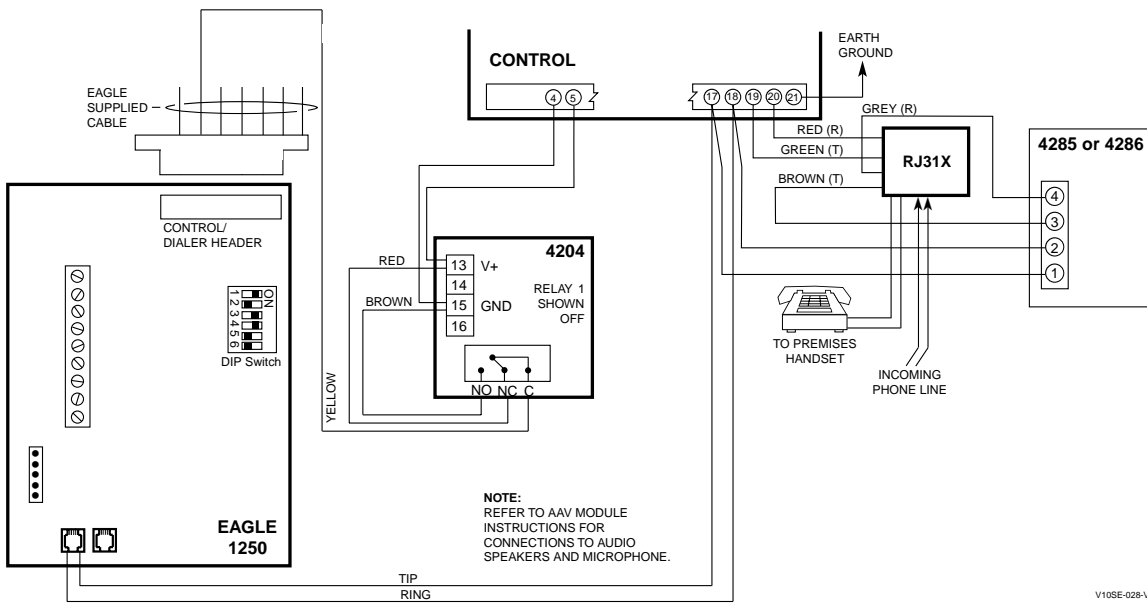 EARTH
GROUND
CONTROL
EAGLE
SUPPLIED
CABLE
4 5
17 18 19 20 21
GREY (R)
RED (R)
GREEN (T)
BROWN (T)
RJ31X
4285 or 4286
4
3
2
1
CONTROL/
DIALER HEADER
ON
1 2 3 4 5 6
DIP Switch
RED
BROWN
YELLOW
4204
13 V+
14
15 GND
16
RELAY 1
SHOWN
OFF
NO NC C
TO PREMISES
HANDSET
INCOMING
PHONE LINE
NOTE:
REFER TO AAV MODULE
INSTRUCTIONS FOR
CONNECTIONS TO AUDIO
SPEAKERS AND MICROPHONE.
EAGLE
1250
TIP
RING